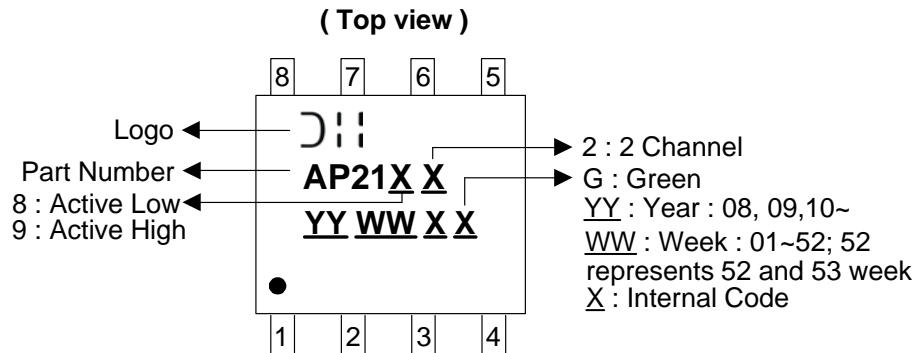 ( Top view )
8 7 6 5
Logo
Part Number
8 : Active Low
9 : Active High
AP21X X
YY WW X X
2 : 2 Channel
G : Green
YY : Year : 08, 09,10~
WW : Week : 01~52; 52
represents 52 and 53 week
X : Internal Code
1 2 3 4